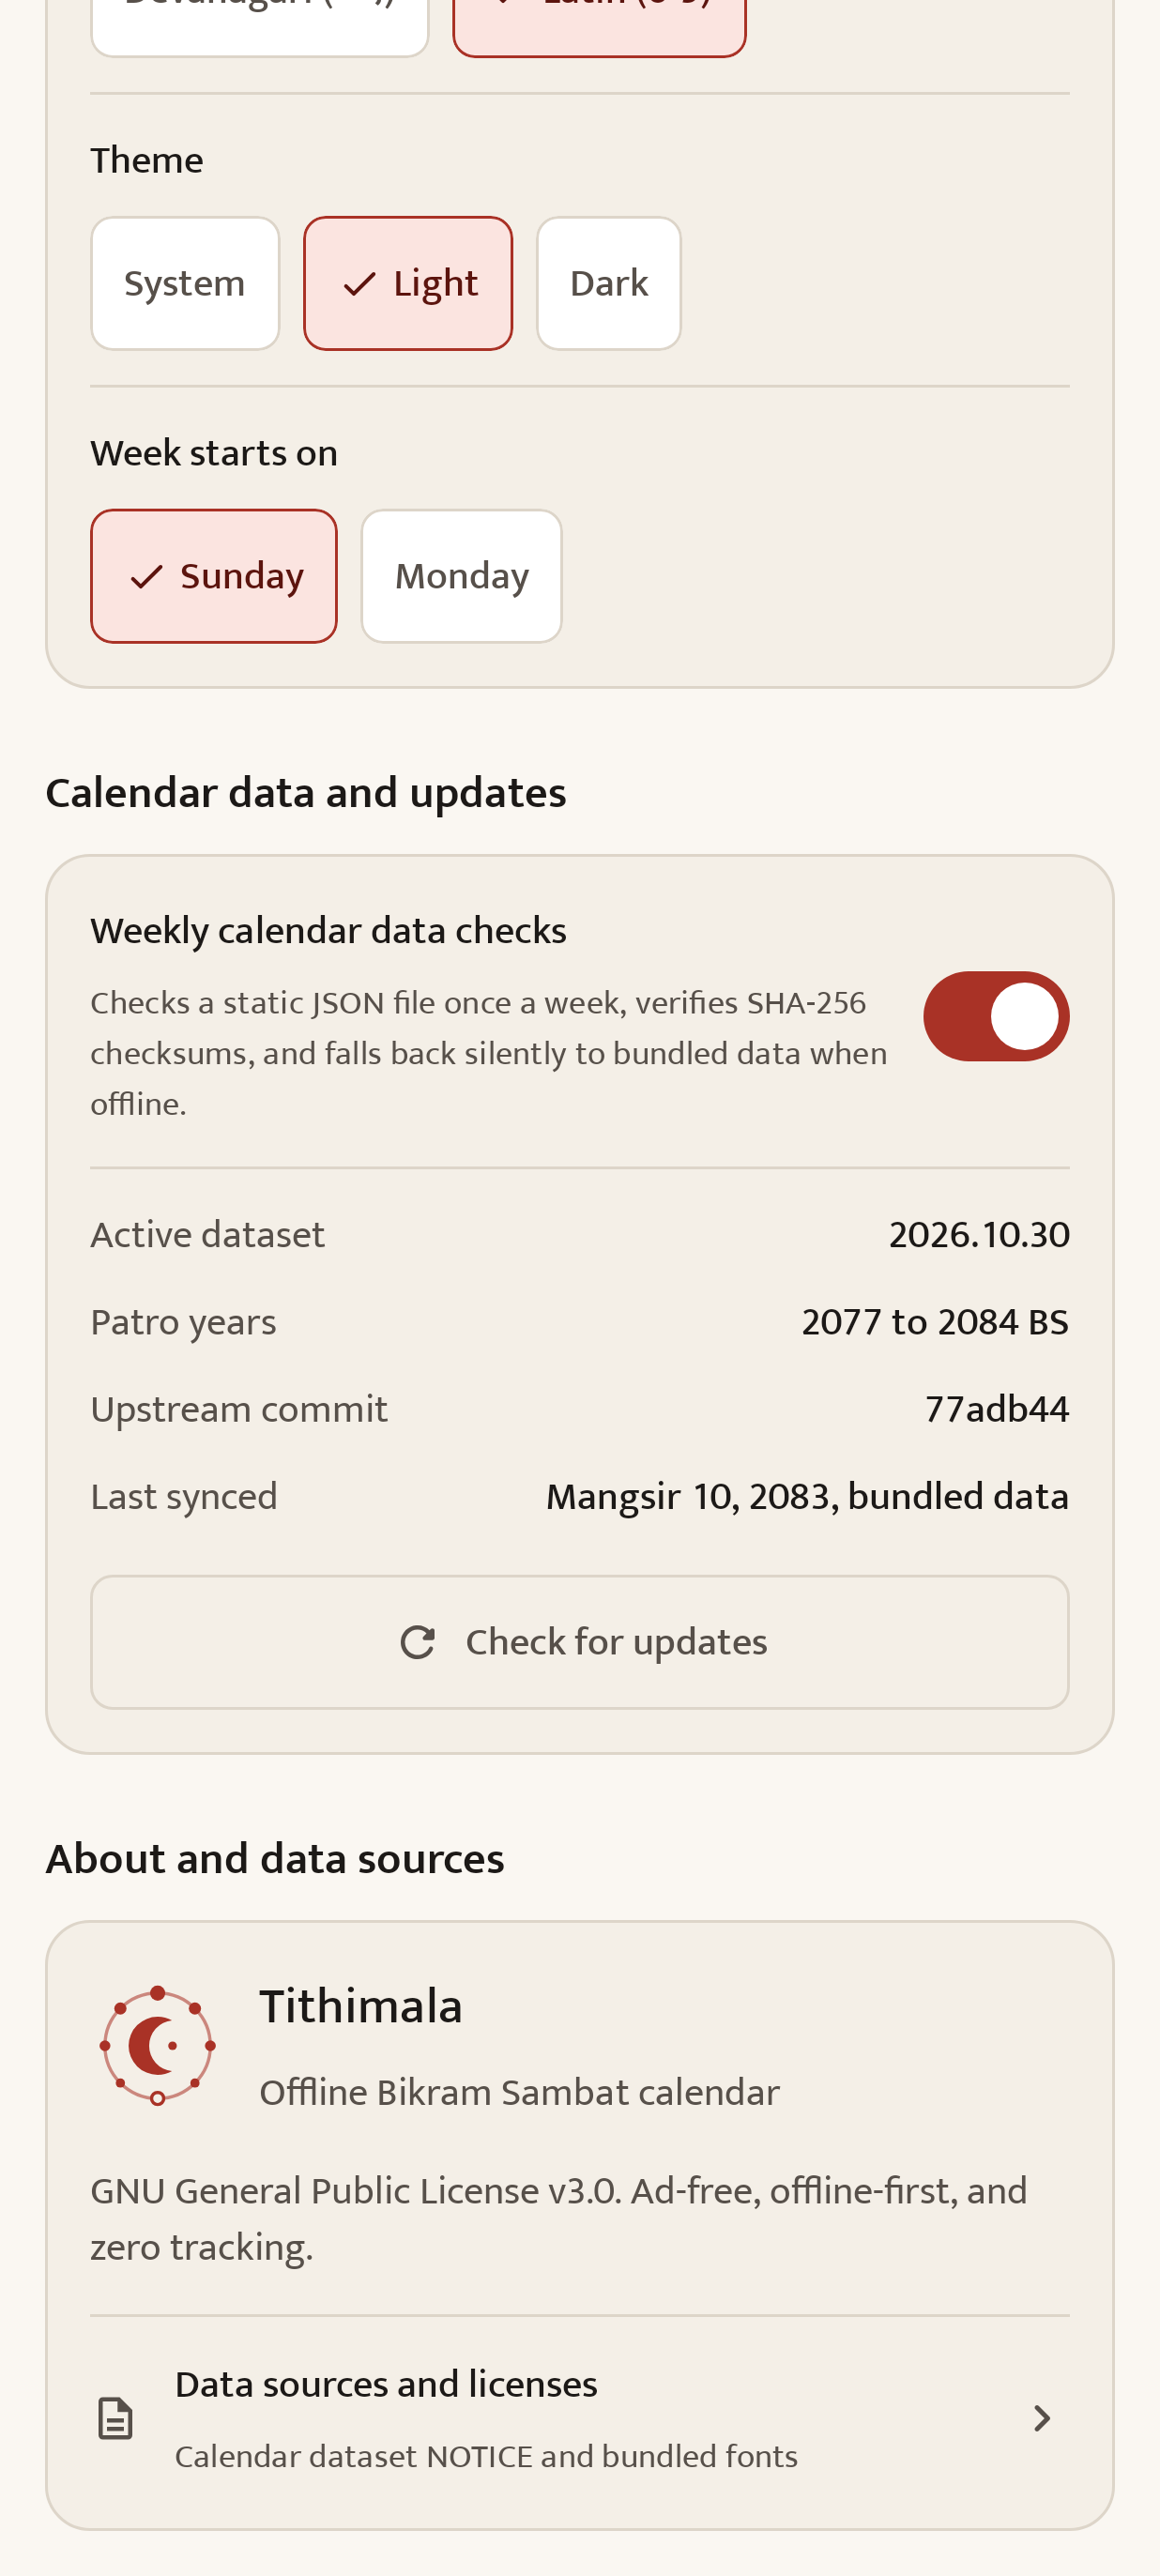 Theme
System
Light
Dark
Week starts on
Sunday
Monday
Calendar data and updates
Weekly calendar data checks
Checks a static JSON file once a week, verifies SHA-256
checksums, and falls back silently to bundled data when
offline.
Active dataset 2026.10.30
Patro years 2077 to 2084 BS
Upstream commit 77adb44
Last synced Mangsir 10, 2083, bundled data
Check for updates
About and data sources
Tithimala
Offline Bikram Sambat calendar
GNU General Public License v3.0. Ad-free, offline-first, and
zero tracking.
Data sources and licenses
Calendar dataset NOTICE and bundled fonts